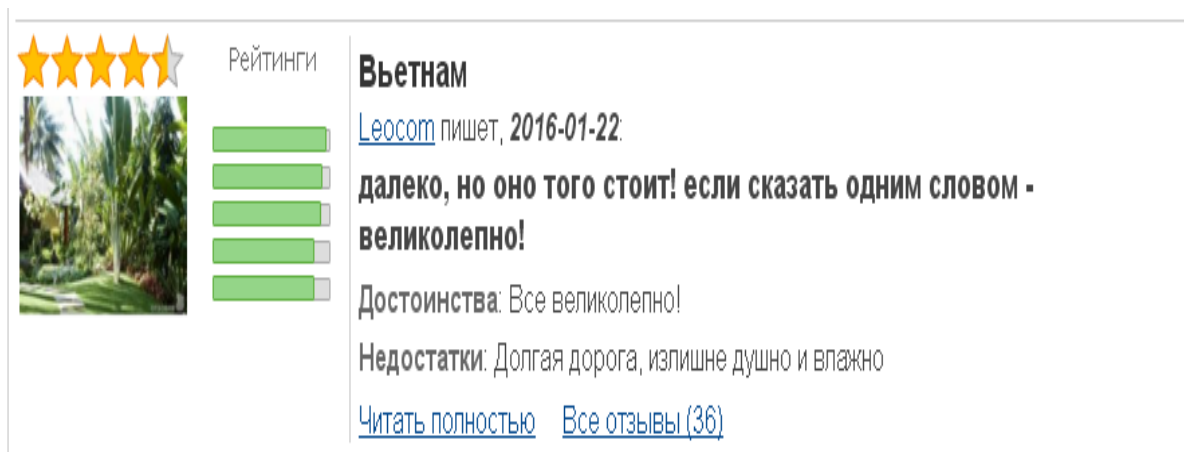 Рейтинги
Вьетнам
Leocom пишет, 2016-01-22:
далеко, но оно того стоит! если сказать одним словом -
великолепно!
Достоинства: Все великолепно!
Недостатки: Долгая дорога, излишне душно и влажно
Читать полностью Все отзывы (36)